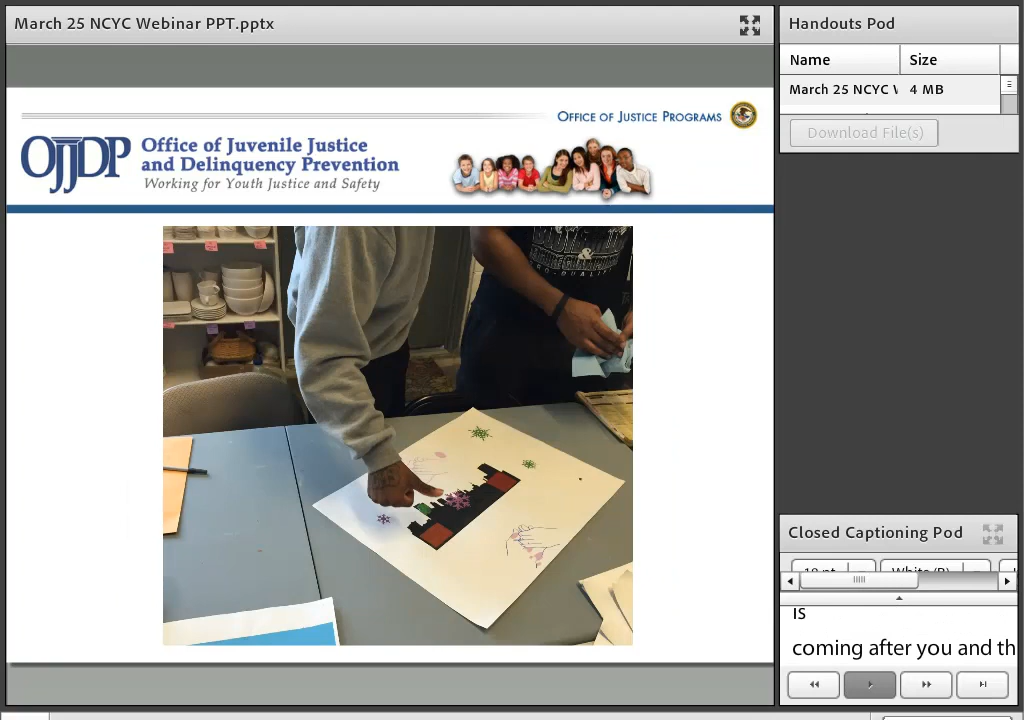 March 25 NCYC Webinar PPT.pptx
OFFICE OF JUSTICE PROGRAMS
OJJDP
Office of Juvenile Justice
and Delinquency Prevention
Working for Youth Justice and Safety
Handouts Pod
Name Size
March 25 NCYC 4 MB
Download File(s)
Closed Captioning Pod
IS
coming after you and th